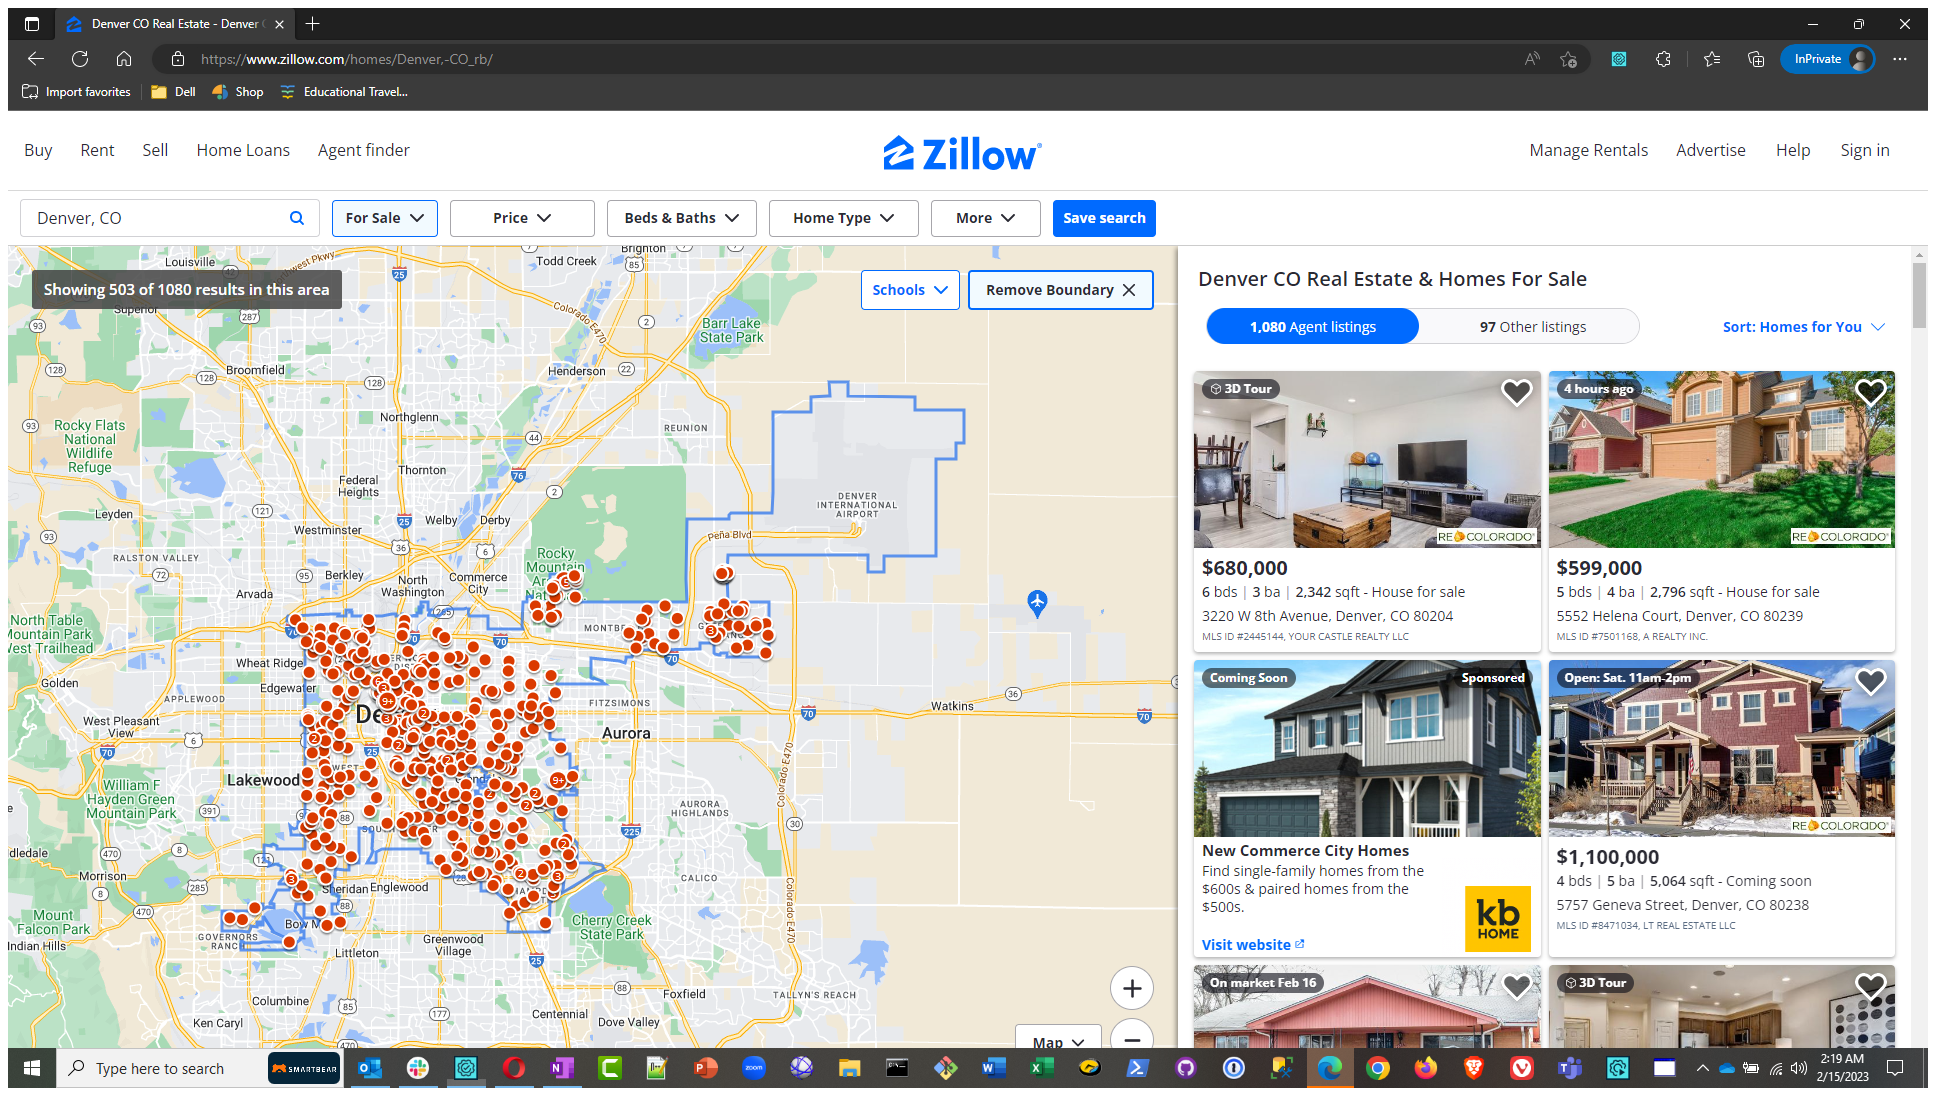 Denver CO Real Estate - Denver
https://www.zillow.com/homes/Denver,-CO_rb/
InPrivate
Import favorites
Dell
Shop
Educational Travel...
Buy
Rent
Sell
Home Loans
Agent finder
Zillow
Manage Rentals
Advertise
Help
Sign in
Denver, CO
For Sale
Price
Beds & Baths
Home Type
More
Save search
Showing 503 of 1080 results in this area
Schools
Remove Boundary
Louisville
Todd Creek
Brighton
Superior
Colorado E470
Barr Lake
State Park
Broomfield
Henderson
Northglenn
REUNION
Rocky Flats
National
Wildlife
Refuge
Thornton
Federal
Heights
Leyden
Welby
Derby
Westminster
DENVER
INTERNATIONAL
AIRPORT
Peña Blvd
RALSTON VALLEY
Berkley
North
Washington
Commerce
City
Rocky
Mountain
Arvada
North Table
Mountain Park
West Trailhead
Wheat Ridge
Golden
Edgewater
APPLEWOOD
FITZSIMONS
Watkins
West Pleasant
View
Aurora
Lakewood
William F
Hayden Green
Mountain Park
AURORA
HIGHLANDS
Colorado E470
Morrison
Sheridan
Englewood
CALICO
Mount
Falcon Park
Indian Hills
GOVERNORS
RANCH
Bow M
Cherry Creek
State Park
Greenwood
Village
Littleton
Colorado E470
Columbine
Foxfield
TALLYN'S REACH
Ken Caryl
Centennial
Dove Valley
Map
Denver CO Real Estate & Homes For Sale
1,080 Agent listings
97 Other listings
Sort: Homes for You
3D Tour
RECOLORADO
$680,000
6 bds | 3 ba | 2,342 sqft - House for sale
3220 W 8th Avenue, Denver, CO 80204
MLS ID #2445144, YOUR CASTLE REALTY LLC
4 hours ago
RECOLORADO
$599,000
5 bds | 4 ba | 2,796 sqft - House for sale
5552 Helena Court, Denver, CO 80239
MLS ID #7501168, A REALTY INC.
Coming Soon
Sponsored
New Commerce City Homes
Find single-family homes from the
$600s & paired homes from the
$500s.
Visit website
kb
HOME
Open: Sat. 11am-2pm
RECOLORADO
$1,100,000
4 bds | 5 ba | 5,064 sqft - Coming soon
5757 Geneva Street, Denver, CO 80238
MLS ID #8471034, LT REAL ESTATE LLC
On market Feb 16
3D Tour
Type here to search
SMARTBEAR
zoom
2:19 AM
2/15/2023